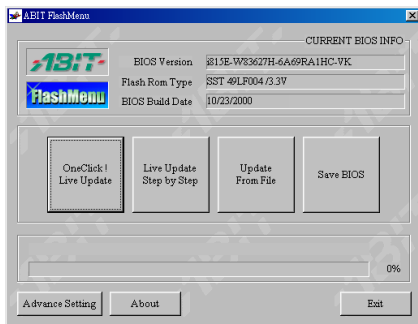 ABIT FlashMenu
CURRENT BIOS INFO
ABIT
FlashMenu
BIOS Version i815E-W83627H-6A69RA1HC-VK
Flash Rom Type SST 49LF004 /3.3V
BIOS Build Date 10/23/2000
OneClick !
Live Update
Live Update
Step by Step
Update
From File
Save BIOS
0%
Advance Setting
About
Exit